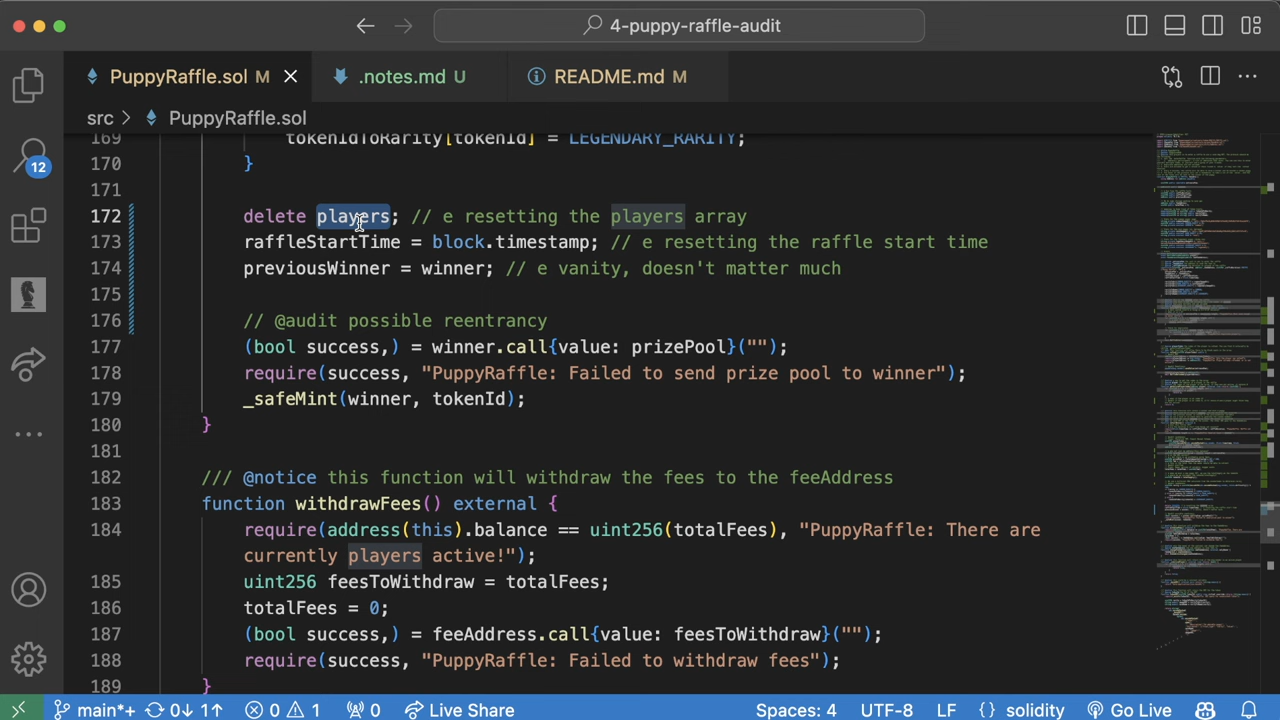 4-puppy-raffle-audit
PuppyRaffle.sol M
.notes.md U
README.md M
src > PuppyRaffle.sol
12
169 tokenIdToRarity[tokenId] = LEGENDARY_RARITY;
170 }
171
172 delete players; // e resetting the players array
173 raffleStartTime = block.timestamp; // e resetting the raffle start time
174 previousWinner = winner; // e vanity, doesn't matter much
175
176 // @audit possible reentrancy
177 (bool success,) = winner.call{value: prizePool}("");
178 require(success, "PuppyRaffle: Failed to send prize pool to winner");
179 _safeMint(winner, tokenId);
180 }
181
182 /// @notice this function will withdraw the fees to the feeAddress
183 function withdrawFees() external {
184 require(address(this).balance == uint256(totalFees), "PuppyRaffle: There are
currently players active!");
185 uint256 feesToWithdraw = totalFees;
186 totalFees = 0;
187 (bool success,) = feeAddress.call{value: feesToWithdraw}("");
188 require(success, "PuppyRaffle: Failed to withdraw fees");
189 }
main*+ 0↓ 1↑ 0 1 0 Live Share Spaces: 4 UTF-8 LF {} solidity Go Live